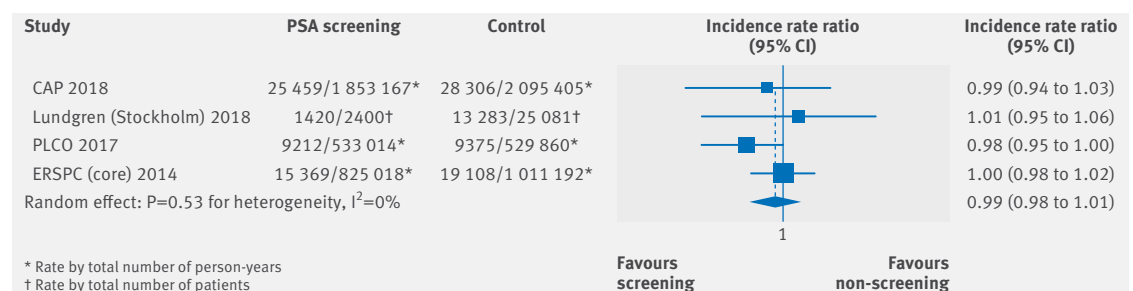 Study PSA screening Control Incidence rate ratio (95% CI) Incidence rate ratio (95% CI)
CAP 2018 25 459/1 853 167* 28 306/2 095 405* 0.99 (0.94 to 1.03)
Lundgren (Stockholm) 2018 1420/2400† 13 283/25 081† 1.01 (0.95 to 1.06)
PLCO 2017 9212/533 014* 9375/529 860* 0.98 (0.95 to 1.00)
ERSPC (core) 2014 15 369/825 018* 19 108/1 011 192* 1.00 (0.98 to 1.02)
Random effect: P=0.53 for heterogeneity, I²=0% 0.99 (0.98 to 1.01)
1
* Rate by total number of person-years
† Rate by total number of patients
Favours screening
Favours non-screening